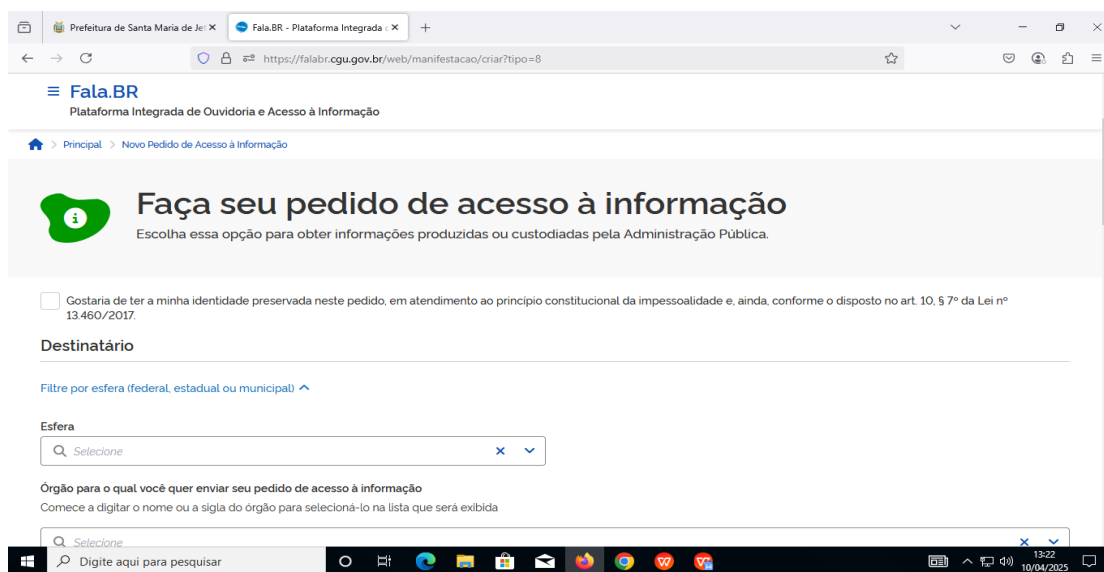 Prefeitura de Santa Maria de Jet
Fala.BR - Plataforma Integrada d
https://falabr.cgu.gov.br/web/manifestacao/criar?tipo=8
Fala.BR
Plataforma Integrada de Ouvidoria e Acesso à Informação
Principal > Novo Pedido de Acesso à Informação
Faça seu pedido de acesso à informação
Escolha essa opção para obter informações produzidas ou custodiadas pela Administração Pública.
Gostaria de ter a minha identidade preservada neste pedido, em atendimento ao princípio constitucional da impessoalidade e, ainda, conforme o disposto no art. 10, § 7º da Lei nº
13.460/2017.
Destinatário
Filtre por esfera (federal, estadual ou municipal)
Esfera
Selecione
Órgão para o qual você quer enviar seu pedido de acesso à informação
Comece a digitar o nome ou a sigla do órgão para selecioná-lo na lista que será exibida
Selecione
Digite aqui para pesquisar
13:22
10/04/2025